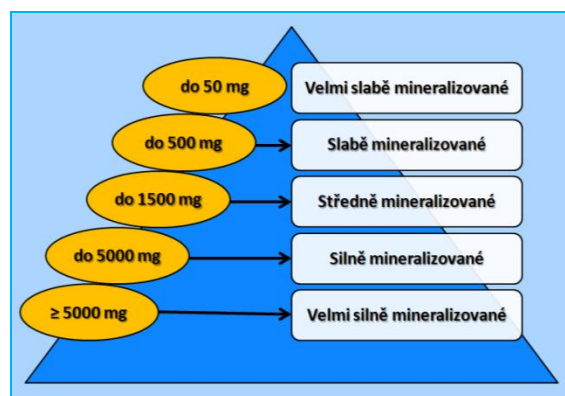 do 50 mg
Velmi slabě mineralizované
do 500 mg
Slabě mineralizované
do 1500 mg
Středně mineralizované
do 5000 mg
Silně mineralizované
≥ 5000 mg
Velmi silně mineralizované